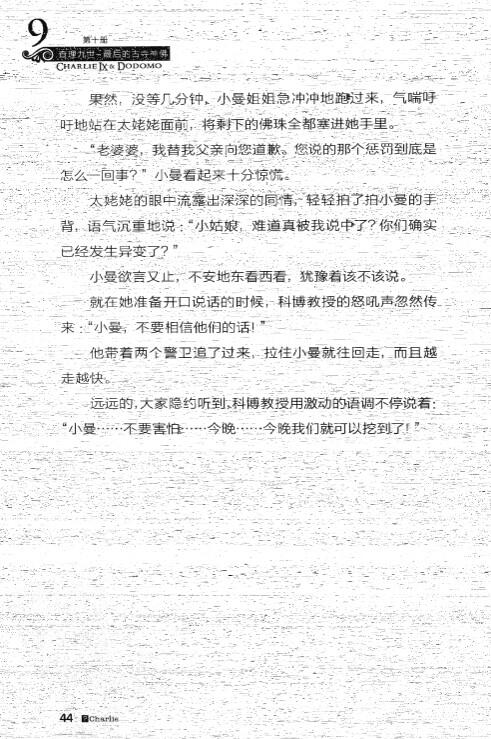 9
第十册
查理九世·最后的古寺神佛
CHARLIE IX & DODOMO
果然，没等几分钟，小曼姐姐急冲冲地跑过来，气喘吁
吁地站在太姥姥面前，将剩下的佛珠全都塞进她手里。
“老婆婆，我替我父亲向您道歉。您说的那个惩罚到底是
怎么一回事？”小曼看起来十分惊慌。
太姥姥的眼中流露出深深的同情，轻轻拍了拍小曼的手
背，语气沉重地说：“小姑娘，难道真被我说中了？你们确实
已经发生异变了？”
小曼欲言又止，不安地东看西看，犹豫着该不该说。
就在她准备开口说话的时候，科博教授的怒吼声忽然传
来：“小曼，不要相信他们的话！”
他带着两个警卫追了过来，拉住小曼就往回走，而且越
走越快。
远远的，大家隐约听到，科博教授用激动的语调不停说着：
“小曼……不要害怕……今晚……今晚我们就可以挖到了！”
44 Charlie